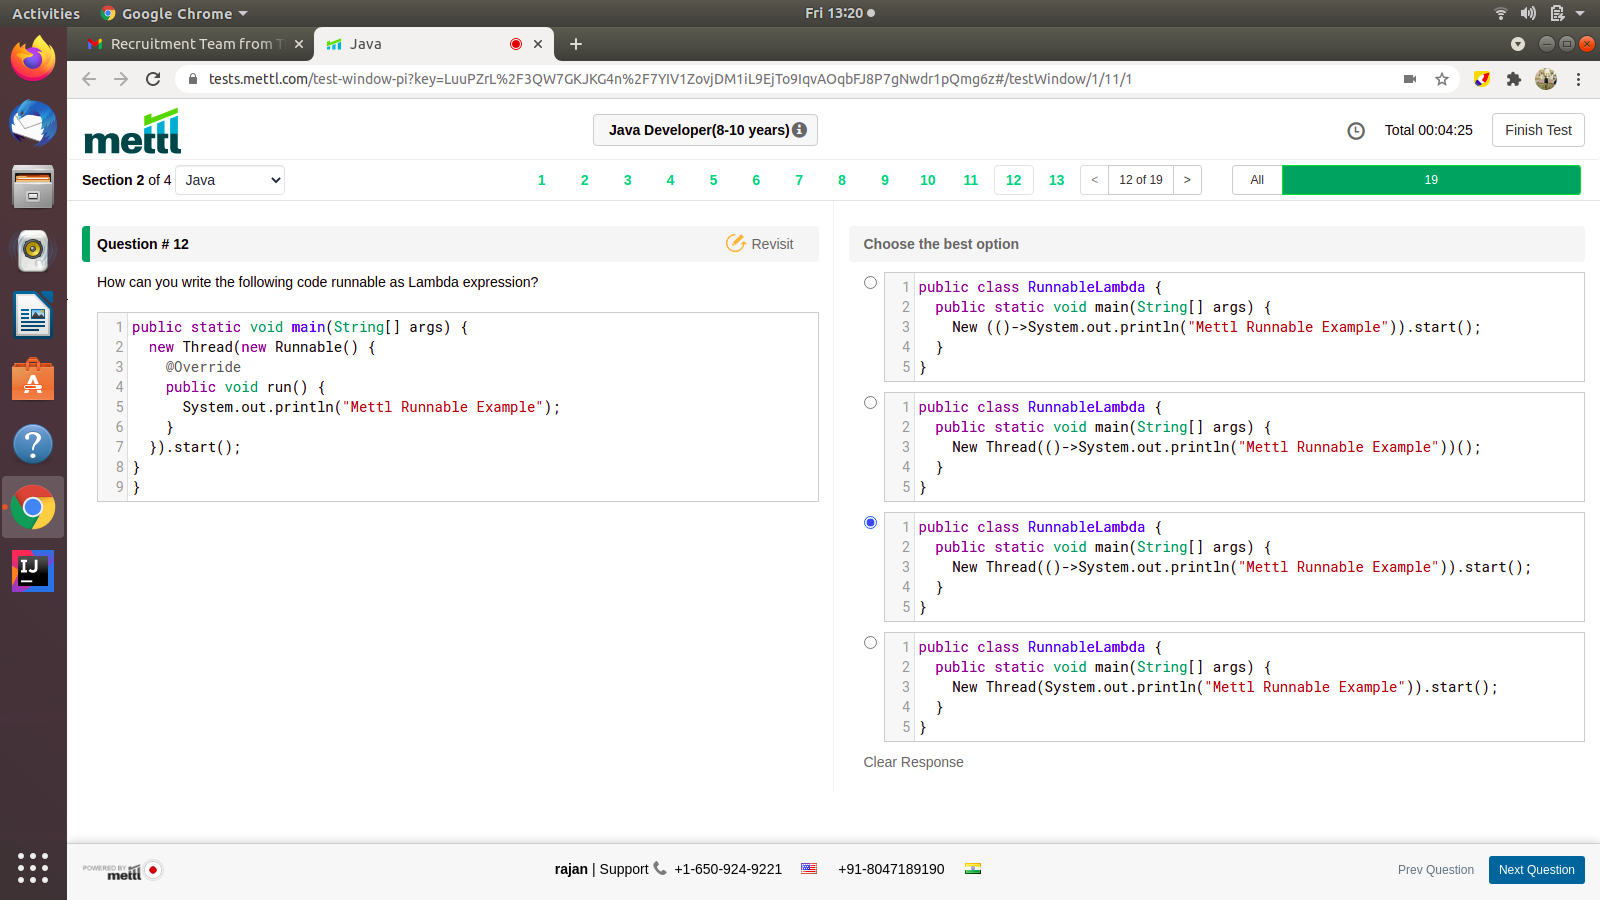 Activities Google Chrome Fri 13:20
Recruitment Team from T Java
tests.mettl.com/test-window-pi?key=LuuPZrL%2F3QW7GKJKG4n%2F7YIV1ZovjDM1iL9EjTo9IqvAOqbFJ8P7gNwdr1pQmg6z#/testWindow/1/11/1
mettl Java Developer(8-10 years) Total 00:04:25 Finish Test
Section 2 of 4 Java 1 2 3 4 5 6 7 8 9 10 11 12 13 < 12 of 19 > All 19
Question # 12 Revisit
How can you write the following code runnable as Lambda expression?
1 public static void main(String[] args) {
2 new Thread(new Runnable() {
3 @Override
4 public void run() {
5 System.out.println("Mettl Runnable Example");
6 }
7 }).start();
8 }
9 }
Choose the best option
1 public class RunnableLambda {
2 public static void main(String[] args) {
3 New (()->System.out.println("Mettl Runnable Example")).start();
4 }
5 }
1 public class RunnableLambda {
2 public static void main(String[] args) {
3 New Thread(()->System.out.println("Mettl Runnable Example"))();
4 }
5 }
1 public class RunnableLambda {
2 public static void main(String[] args) {
3 New Thread(()->System.out.println("Mettl Runnable Example")).start();
4 }
5 }
1 public class RunnableLambda {
2 public static void main(String[] args) {
3 New Thread(System.out.println("Mettl Runnable Example")).start();
4 }
5 }
Clear Response
POWERED BY mettl rajan | Support +1-650-924-9221 +91-8047189190 Prev Question Next Question